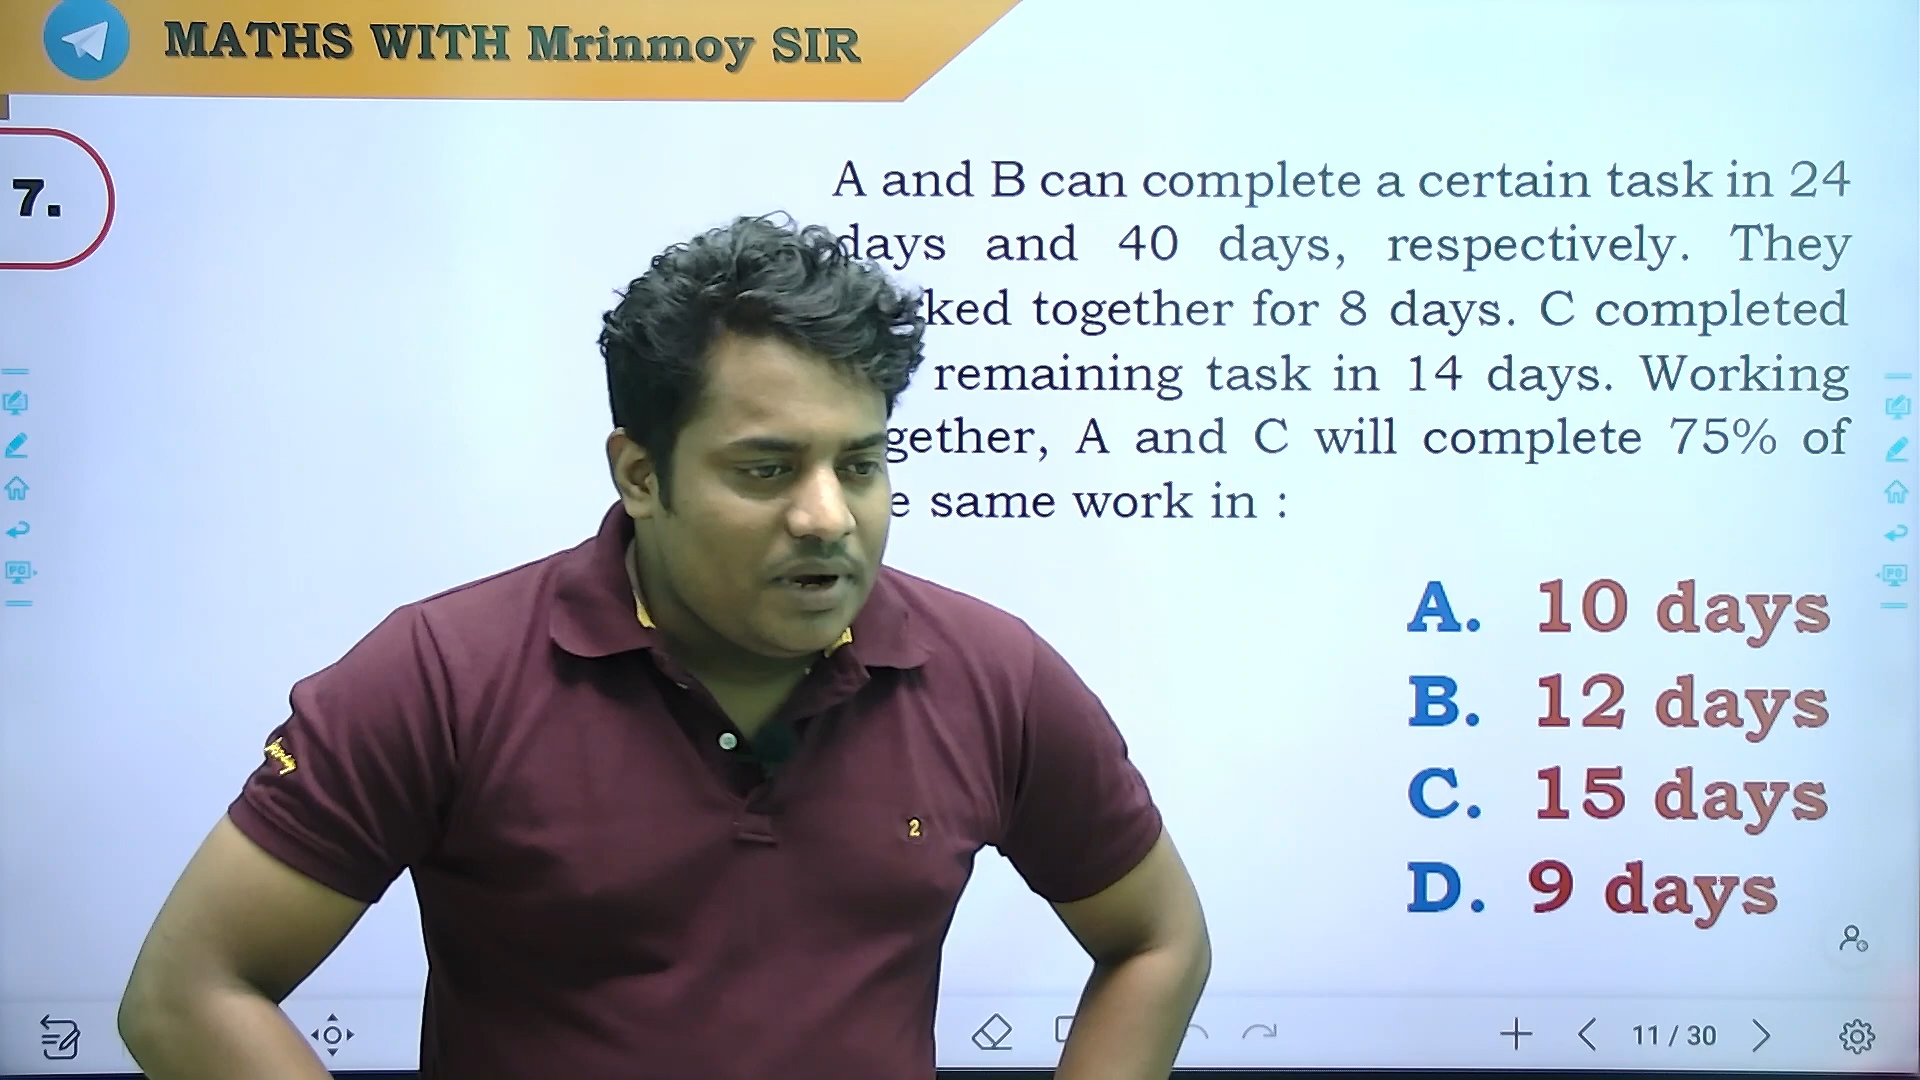 MATHS WITH Mrinmoy SIR
7.
A and B can complete a certain task in 24
days and 40 days, respectively. They
ked together for 8 days. C completed
remaining task in 14 days. Working
gether, A and C will complete 75% of
e same work in :
A. 10 days
B. 12 days
C. 15 days
D. 9 days
2
11 / 30